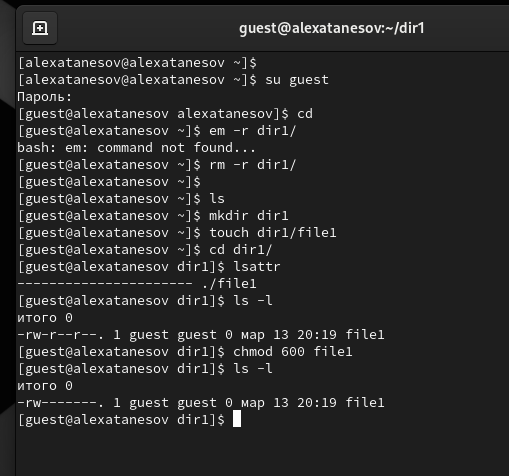 guest@alexatanesov:~/dir1
[alexatanesov@alexatanesov ~]$
[alexatanesov@alexatanesov ~]$ su guest
Пароль:
[guest@alexatanesov alexatanesov]$ cd
[guest@alexatanesov ~]$ em -r dir1/
bash: em: command not found...
[guest@alexatanesov ~]$ rm -r dir1/
[guest@alexatanesov ~]$
[guest@alexatanesov ~]$ ls
[guest@alexatanesov ~]$ mkdir dir1
[guest@alexatanesov ~]$ touch dir1/file1
[guest@alexatanesov ~]$ cd dir1/
[guest@alexatanesov dir1]$ lsattr
---------------------- ./file1
[guest@alexatanesov dir1]$ ls -l
итого 0
-rw-r--r--. 1 guest guest 0 мар 13 20:19 file1
[guest@alexatanesov dir1]$ chmod 600 file1
[guest@alexatanesov dir1]$ ls -l
итого 0
-rw-------. 1 guest guest 0 мар 13 20:19 file1
[guest@alexatanesov dir1]$